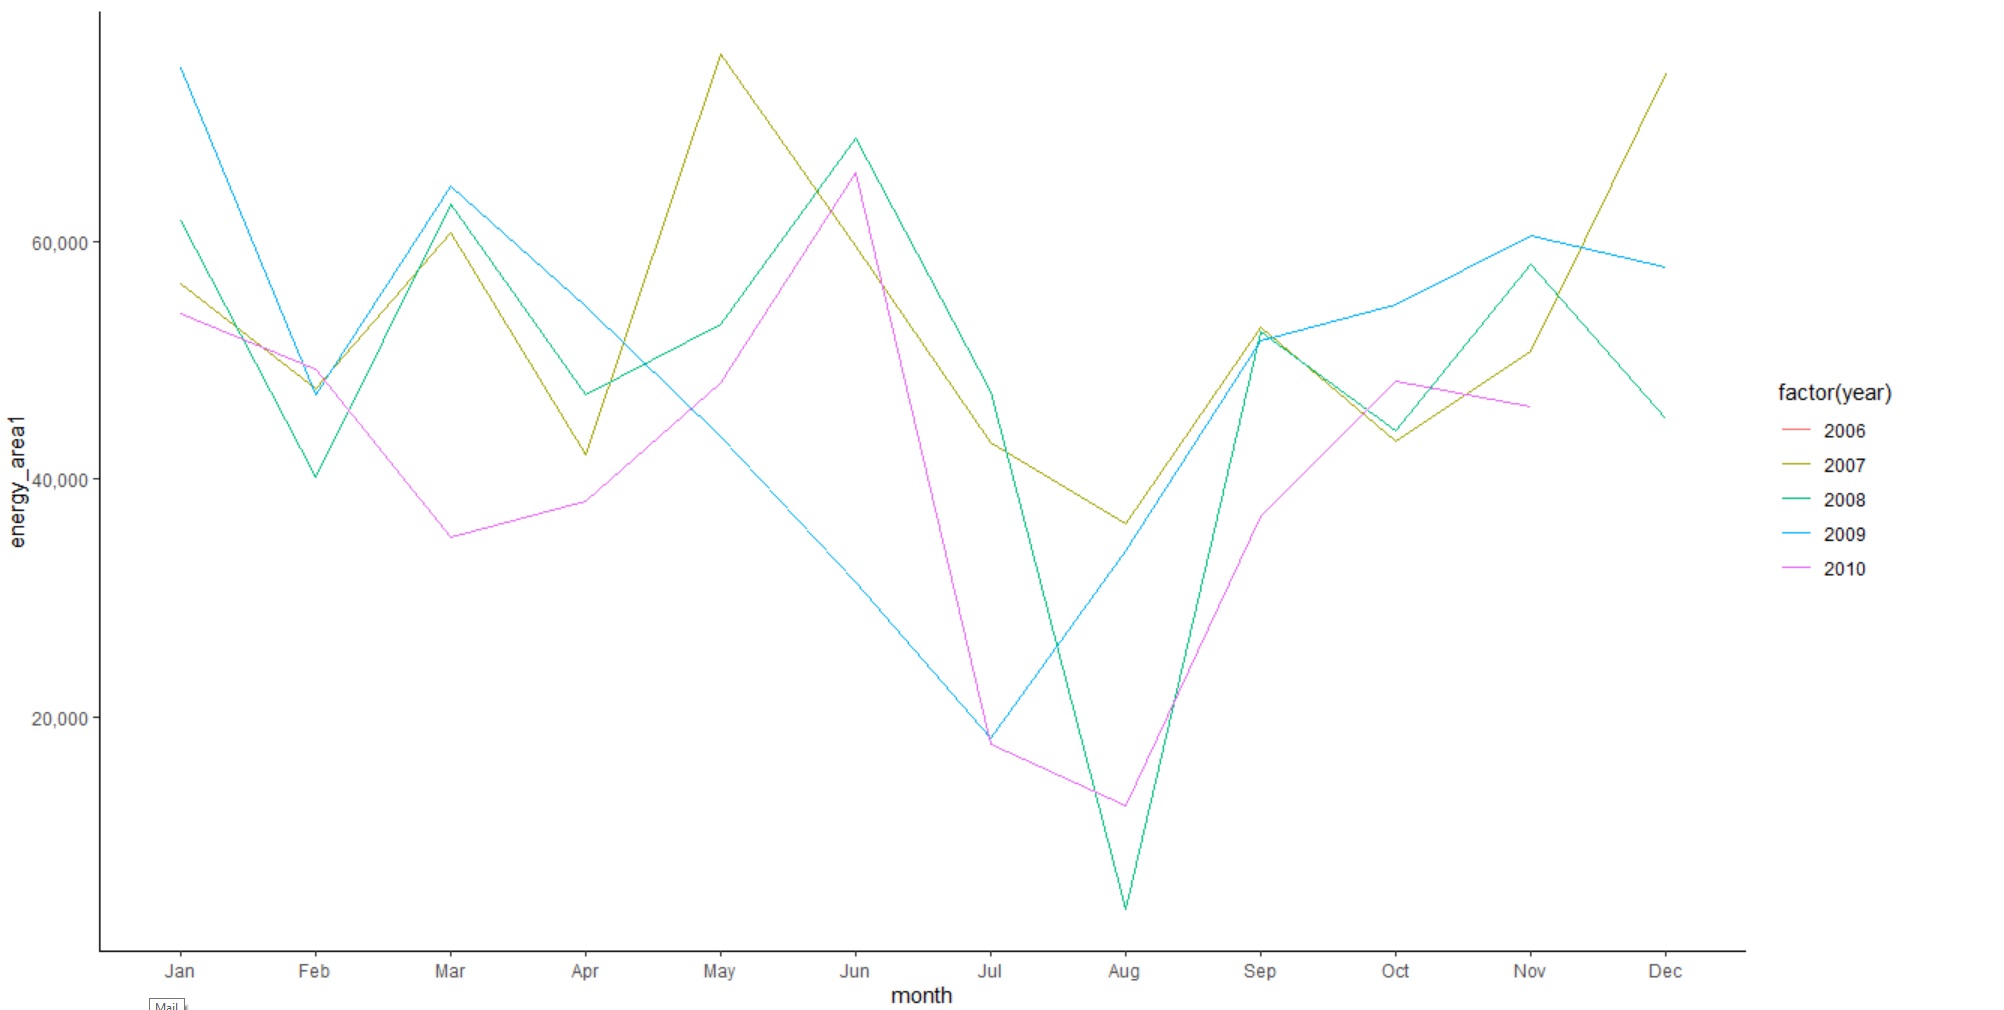 energy_area1
60,000
40,000
20,000
Jan Feb Mar Apr May Jun Jul Aug Sep Oct Nov Dec
month
factor(year)
2006
2007
2008
2009
2010
Mail